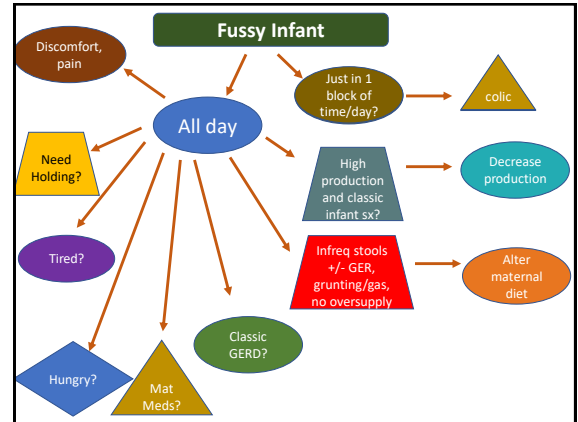 Fussy Infant
Discomfort,
pain
Just in 1
block of
time/day?
colic
All day
Need
Holding?
High
production
and classic
infant sx?
Decrease
production
Tired?
Infreq stools
+/- GER,
grunting/gas,
no oversupply
Alter
maternal
diet
Classic
GERD?
Hungry?
Mat
Meds?